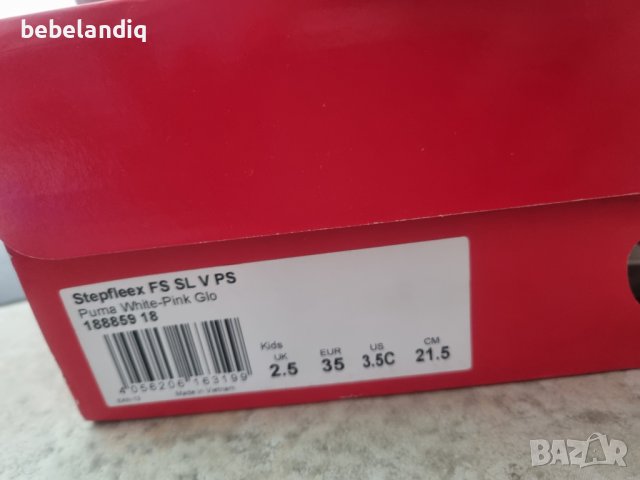 bebelandiq
Stepfleex FS SL V PS
Puma White-Pink Glo
188859 18
Kids
UK EUR US CM
2.5 35 3.5C 21.5
4 056206 163199
Made in Vietnam
BAZAR